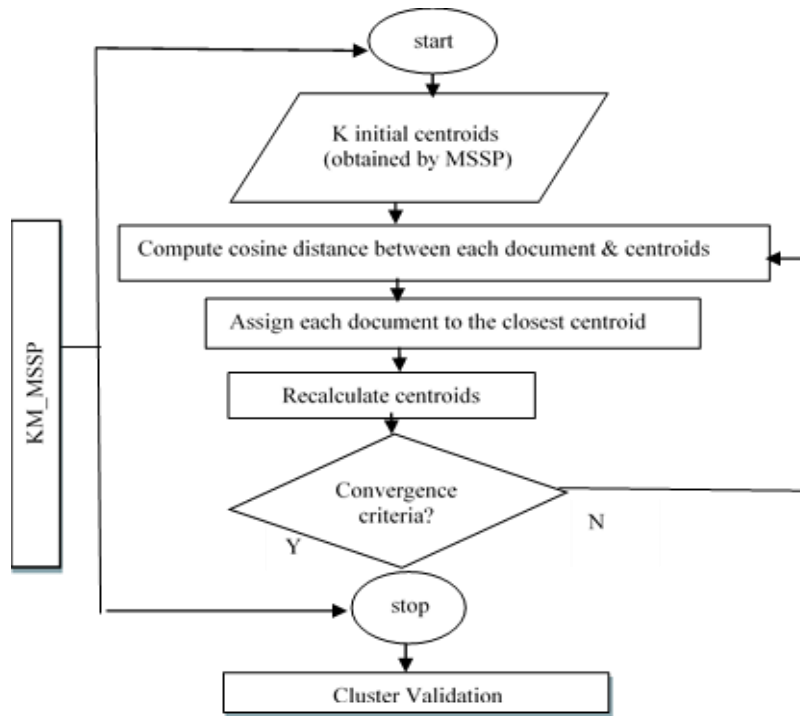 start
K initial centroids
(obtained by MSSP)
Compute cosine distance between each document & centroids
Assign each document to the closest centroid
KM_MSSP
Recalculate centroids
Convergence
criteria?
N
Y
stop
Cluster Validation